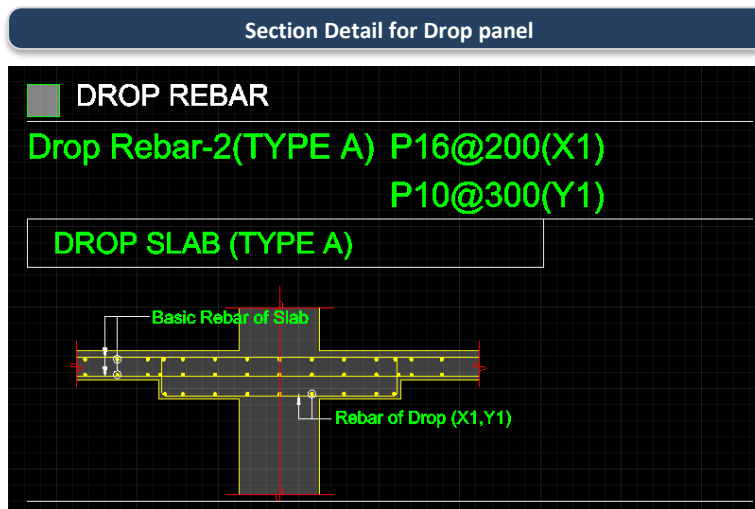 Section Detail for Drop panel
DROP REBAR
Drop Rebar-2(TYPE A) P16@200(X1)
P10@300(Y1)
DROP SLAB (TYPE A)
Basic Rebar of Slab
Rebar of Drop (X1,Y1)